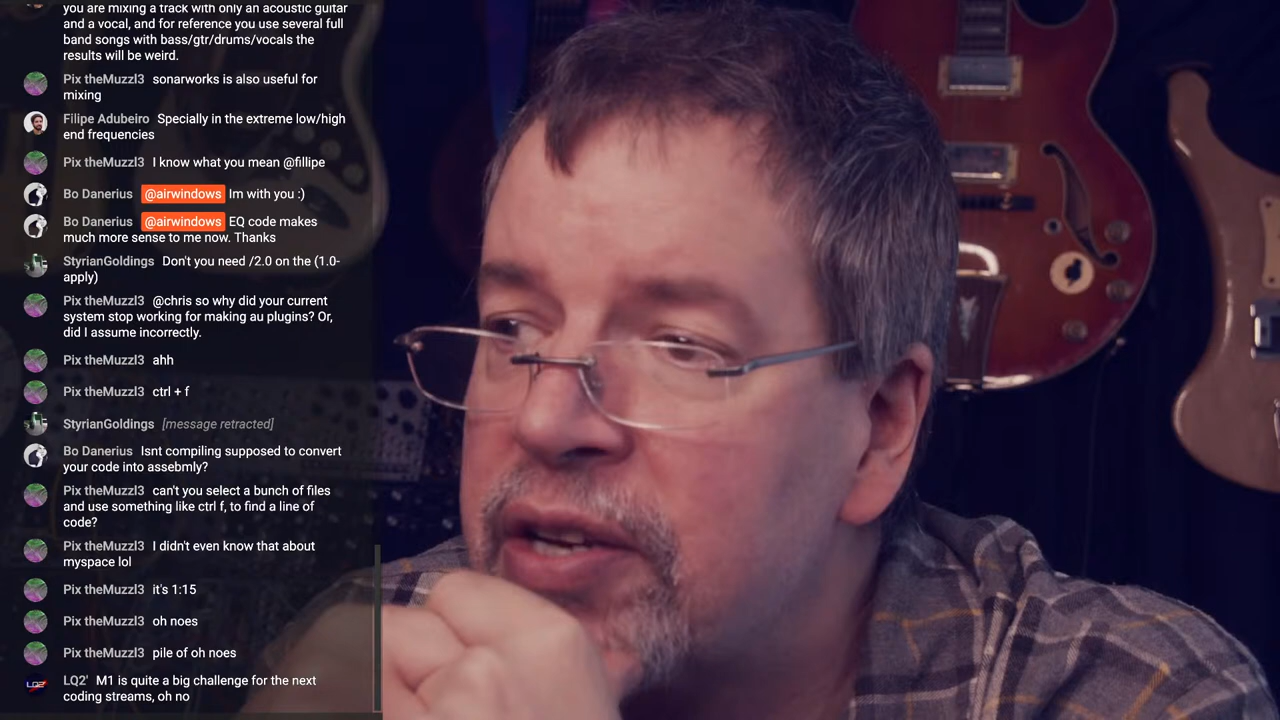 you are mixing a track with only an acoustic guitar
and a vocal, and for reference you use several full
band songs with bass/gtr/drums/vocals the
results will be weird.
Pix theMuzzl3 sonarworks is also useful for
mixing
Filipe Adubeiro Specially in the extreme low/high
end frequencies
Pix theMuzzl3 I know what you mean @fillipe
Bo Danerius @airwindows Im with you :)
Bo Danerius @airwindows EQ code makes
much more sense to me now. Thanks
StyrianGoldings Don't you need /2.0 on the (1.0-
apply)
Pix theMuzzl3 @chris so why did your current
system stop working for making au plugins? Or,
did I assume incorrectly.
Pix theMuzzl3 ahh
Pix theMuzzl3 ctrl + f
StyrianGoldings [message retracted]
Bo Danerius Isnt compiling supposed to convert
your code into assebmly?
Pix theMuzzl3 can't you select a bunch of files
and use something like ctrl f, to find a line of
code?
Pix theMuzzl3 I didn't even know that about
myspace lol
Pix theMuzzl3 it's 1:15
Pix theMuzzl3 oh noes
Pix theMuzzl3 pile of oh noes
LQ2' M1 is quite a big challenge for the next
coding streams, oh no